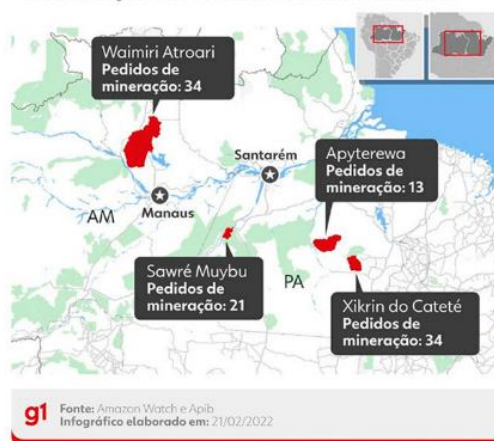 Waimiri Atroari
Pedidos de
mineração: 34
Santarém
Apyterewa
Pedidos de
mineração: 13
AM
Manaus
Sawré Muybu
Pedidos de
mineração: 21
PA
Xikrin do Cateté
Pedidos de
mineração: 34
g1
Fonte: Amazon Watch e Apib
Infográfico elaborado em: 21/02/2022